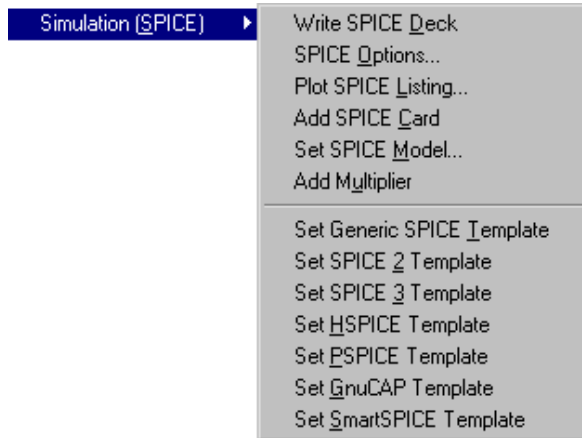 Simulation (SPICE)
Write SPICE Deck
SPICE Options...
Plot SPICE Listing...
Add SPICE Card
Set SPICE Model...
Add Multiplier
Set Generic SPICE Template
Set SPICE 2 Template
Set SPICE 3 Template
Set HSPICE Template
Set PSPICE Template
Set GnuCAP Template
Set SmartSPICE Template